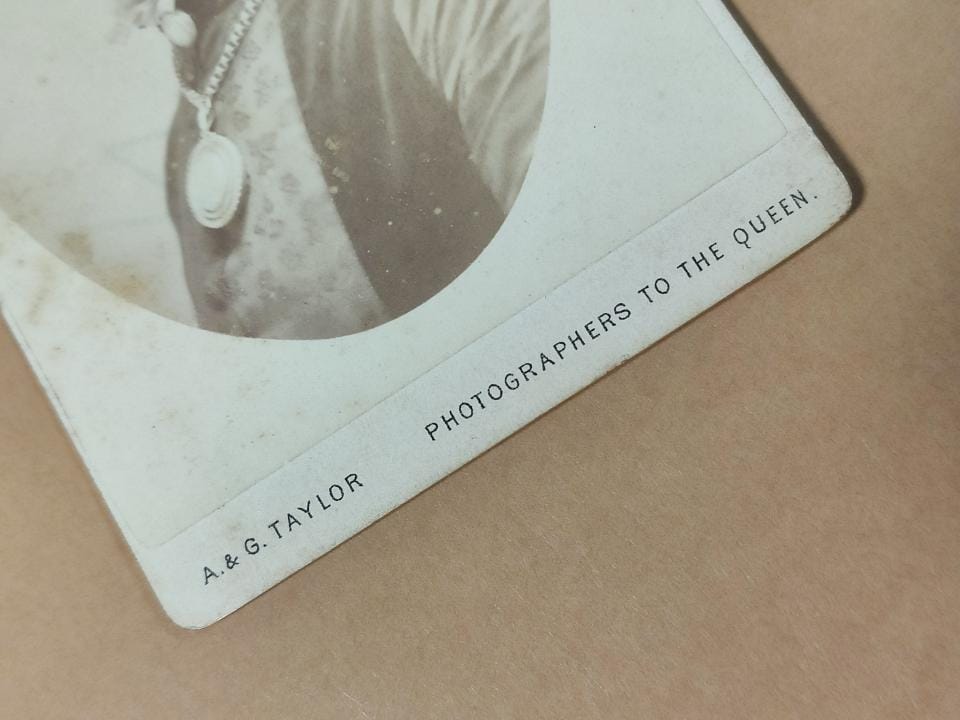 A. & G. TAYLOR PHOTOGRAPHERS TO THE QUEEN.